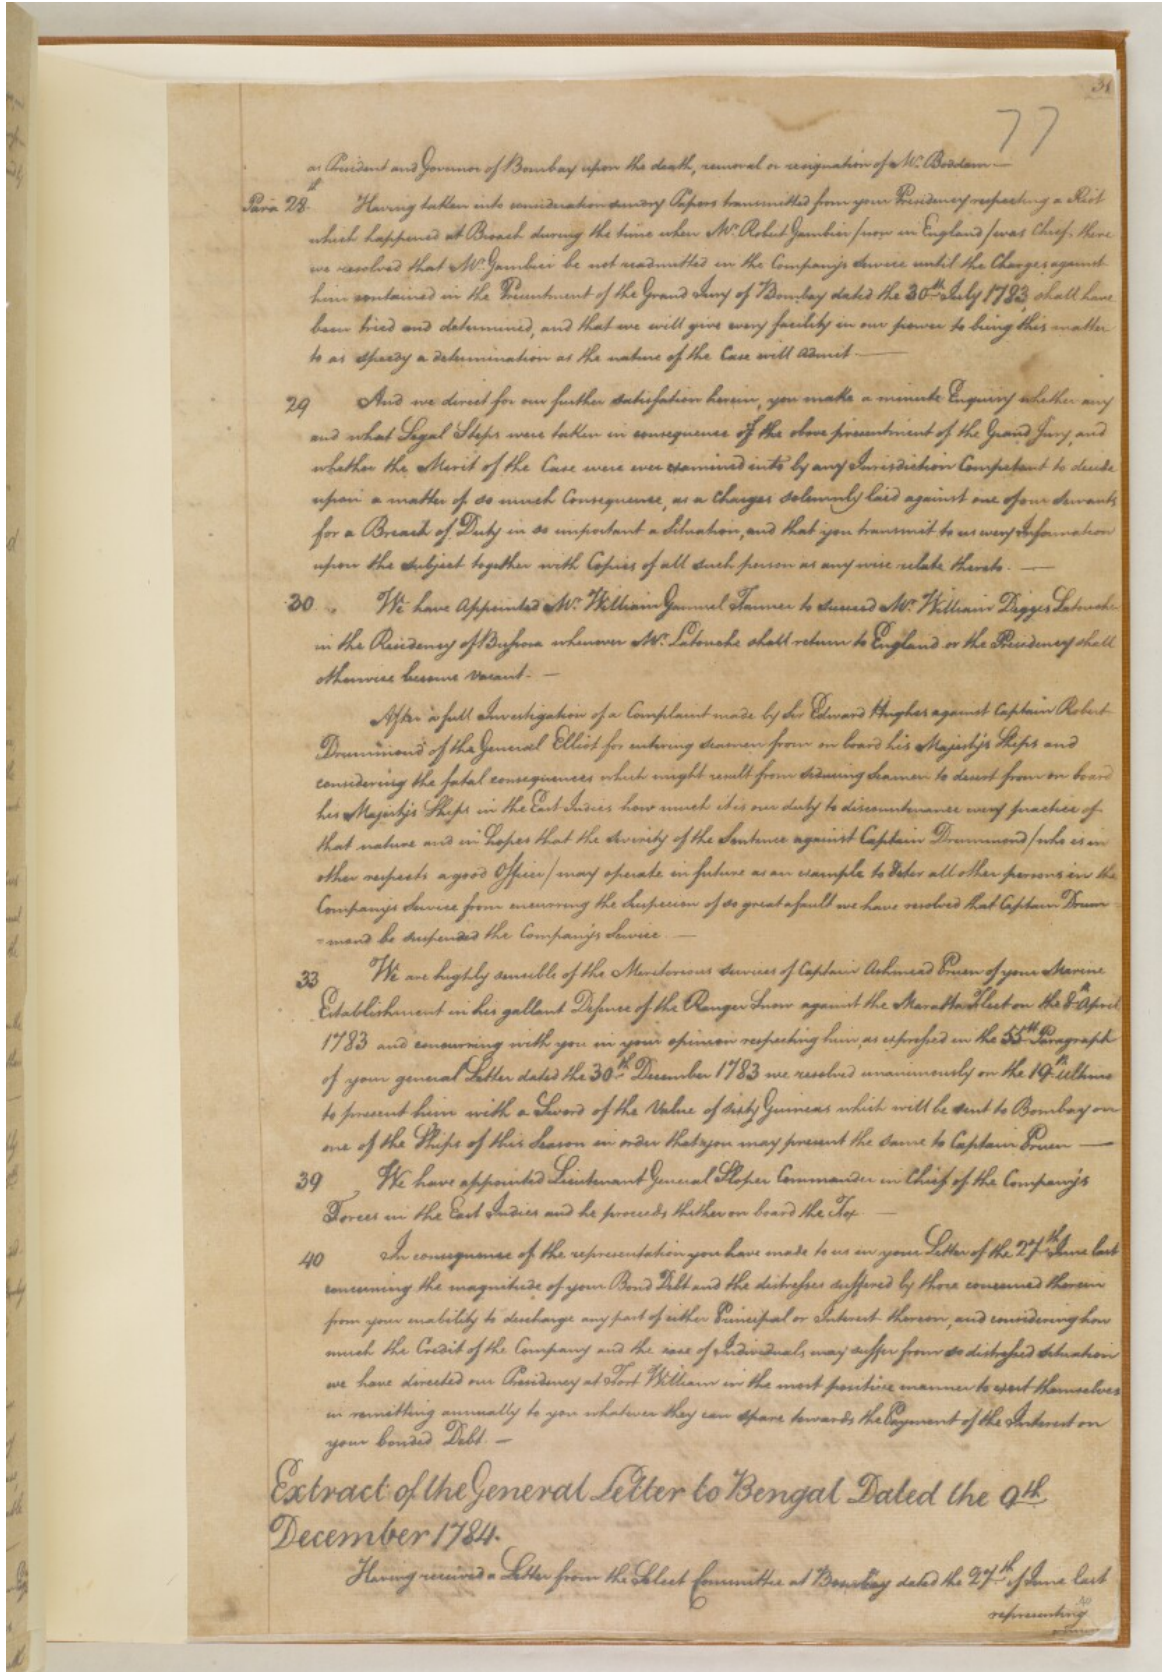 77
as President and Governor of Bombay upon the death, removal or resignation of Mr. Boddam —
Para 28th Having taken into consideration sundry Papers transmitted from your Presidency respecting a Riot
which happened at Broach during the time when Mr. Robert Gambier / now in England / was Chief there
we resolved that Mr. Gambier be not readmitted in the Companys Service until the Charges against
him contained in the Presentment of the Grand Jury of Bombay dated the 30th July 1783, shall have
been tried and determined, and that we will give every facility in our power to bring this matter
to as speedy a determination as the nature of the Case will admit. —
29 And we direct for our further satisfation herein, you make a minute Enquiry whether any
and what Legal Steps were taken in consequence of the above presentment of the Grand Jury, and
whether the Merit of the Case were ever examined into by any Jurisdiction Competant to decide
upon a matter of so much Consequence, as a Charges solemnly laid against one of our Servants
for a Breach of Duty in so important a Situation, and that you transmit to us every Information
upon the subject together with Copies of all such person as any wise relate thereto. —
30 We have Appointed Mr. William Tanner to succeed Mr. William Digges Latouche
in the Residency of Bussora whenever Mr. Latouche shall return to England or the Presidency shall
otherwise become vacant. —
After a full Investigation of a Complaint made by Sir Edward Hughes against Captain Robert
Drummond of the General Elliot for entering seamen from on board his Majestys Ships and
considering the fatal consequences which might result from seducing seamen to desert from on board
his Majestys Ships in the East Indies how much it is our duty to discountenance every practice of
that nature and in hopes that the severity of the Sentence against Captain Drummond / who is in
other respects a good Officer / may operate in future as an example to deter all other persons in the
Companys Service from incurring the Suspicion of so great a fault we have resolved that Captain Drum
=mond be suspended the Companys Service. —
33 We are highly sensible of the Meritorious services of Captain Ashmead Pruen of your Marine
Establishment in his gallant Defence of the Ranger Snow against the Maratta Fleet on the 8th April
1783 and concurring with you in your opinion respecting him, as expressed in the 55th Paragraph
of your general Letter dated the 30th December 1783 we resolved unanimously on the 19th ultimo
to present him with a Sword of the Value of sixty Guineas which will be sent to Bombay on
one of the Ships of this Season in order that you may present the same to Captain Pruen —
39 We have appointed Lieutenant General Sloper Commander in Chief of the Companys
Forces in the East Indies and he proceeds thither on board the Fox. —
40 In consequence of the representation you have made to us in your Letter of the 27th June last
concerning the magnitude of your Bond Debt and the distresses suffered by those concerned therein
from your inability to discharge any part of either Principal or Interest thereon, and considering how
much the Credit of the Company and the case of Individuals may suffer from so distressed situation
we have directed our Presidency at Fort William in the most positive manner to exert themselves
in remitting annually to you whatever they can spare towards the Payment of the Interest on
your bonded Debt. —
Extract of the General Letter to Bengal Dated the 9th
December 1784.
Having received a Letter from the Select Committee at Bombay dated the 27th of June last
representing